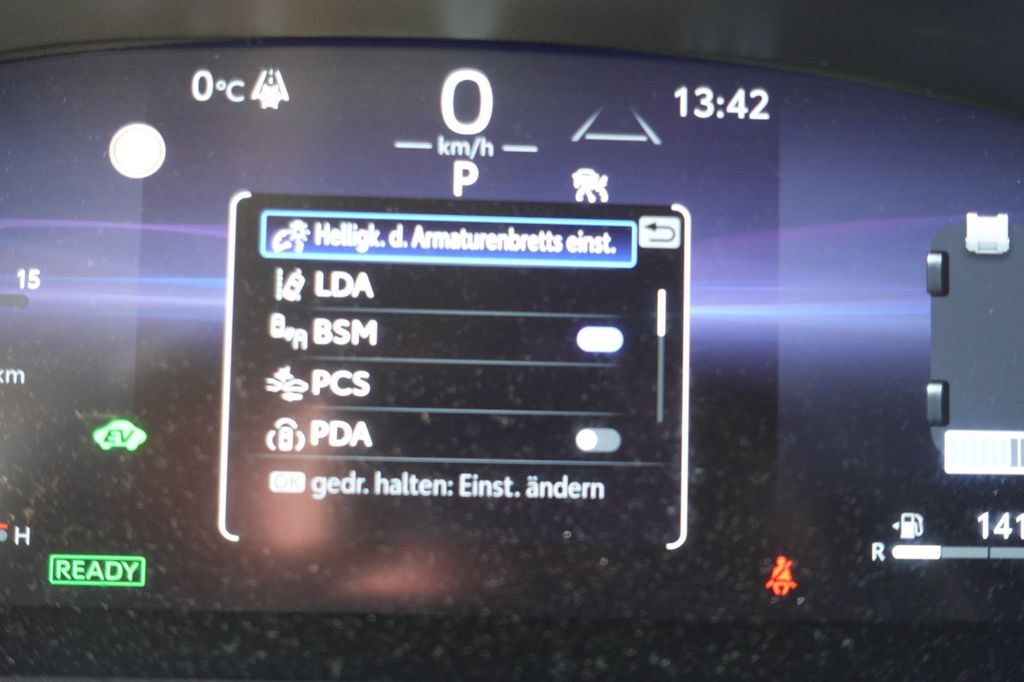 0°C
0
km/h
P
13:42
Helligk. d. Armaturenbretts einst.
LDA
BSM
PCS
PDA
OK gedr. halten: Einst. ändern
15
km
EV
H
READY
141
R